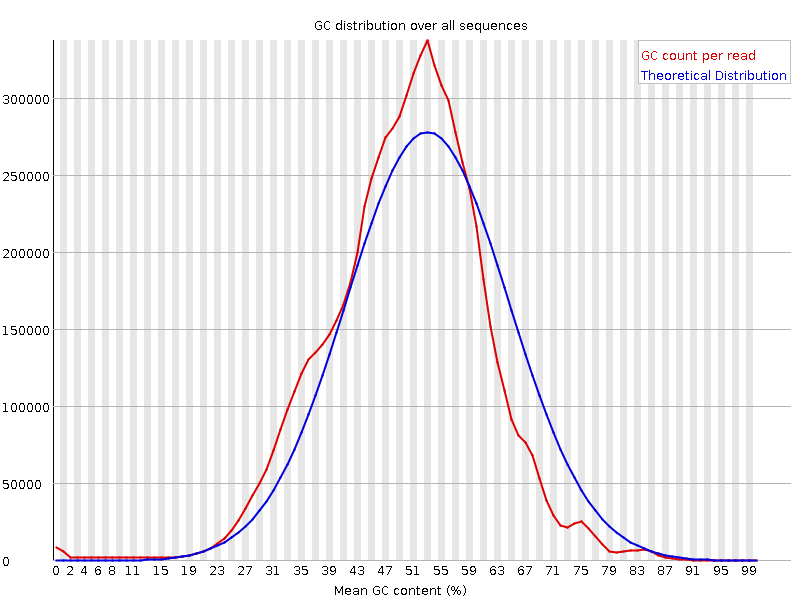 GC distribution over all sequences
GC count per read
Theoretical Distribution
300000
250000
200000
150000
100000
50000
0
0 2 4 6 8 11 15 19 23 27 31 35 39 43 47 51 55 59 63 67 71 75 79 83 87 91 95 99
Mean GC content (%)